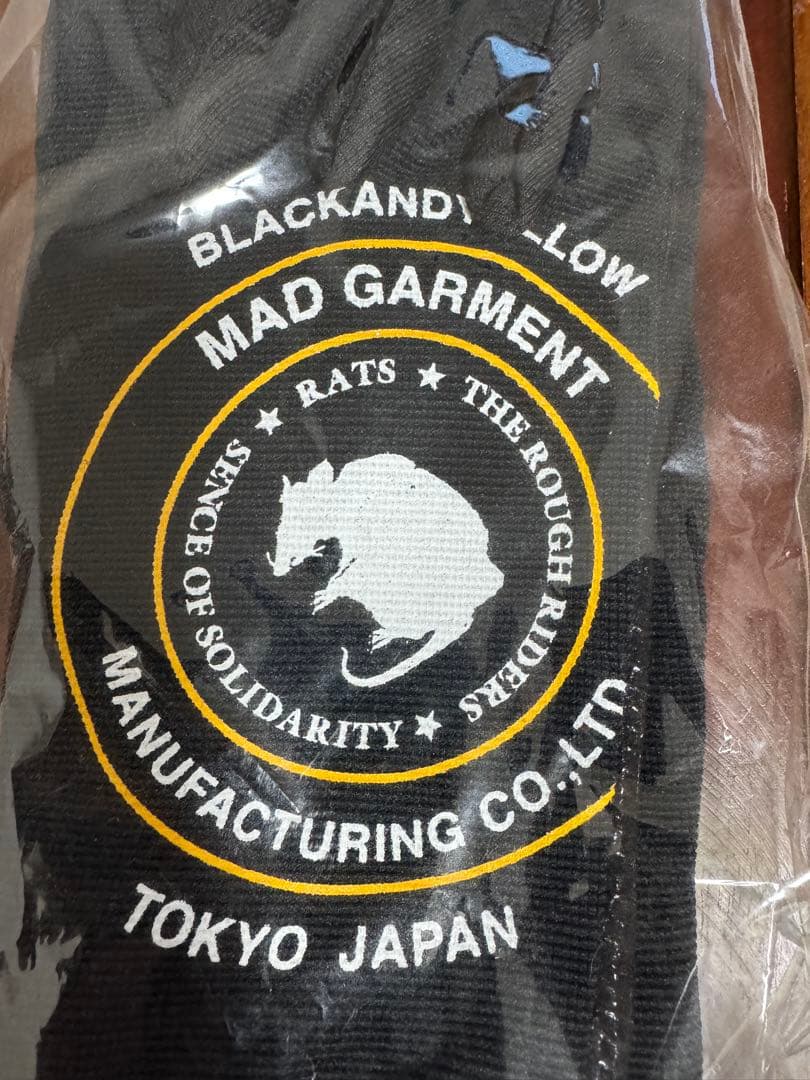 BLACKANDY LLOW
MAD GARMENT
★ RATS ★ THE ROUGH RIDERS ★
SENCE OF SOLIDARITY
MANUFACTURING CO.,LTD
TOKYO JAPAN